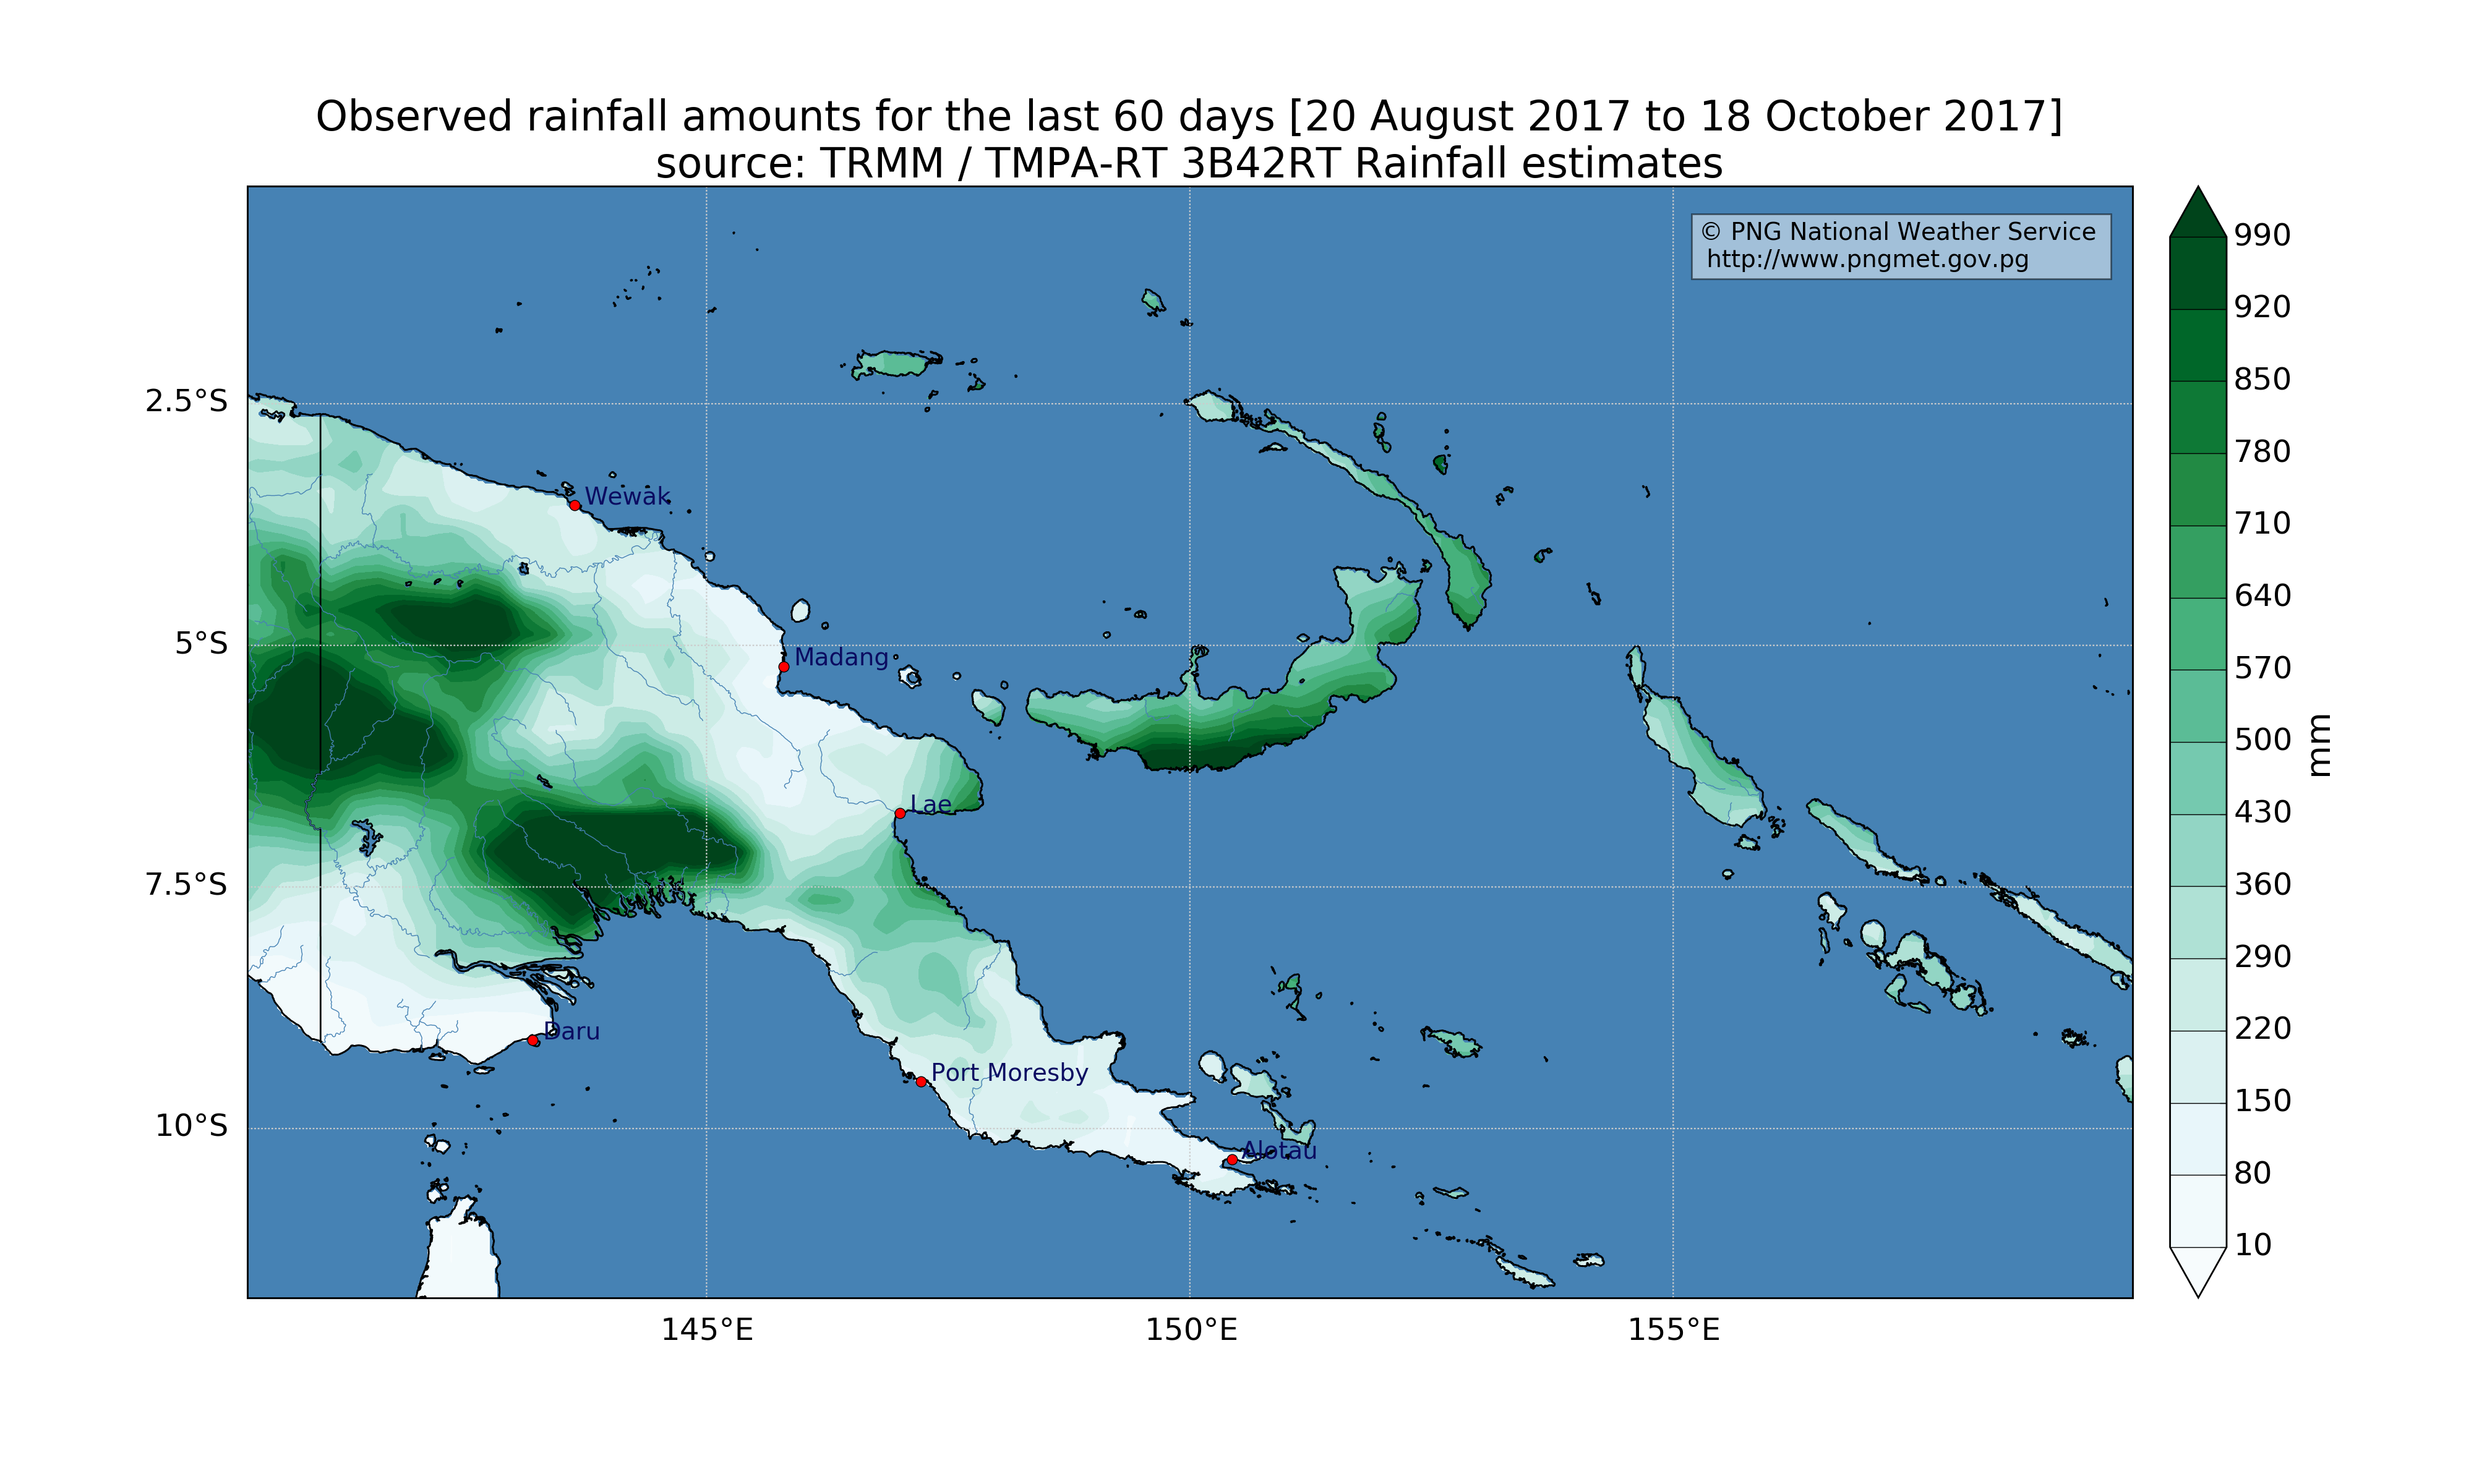 Observed rainfall amounts for the last 60 days [20 August 2017 to 18 October 2017]
source: TRMM / TMPA-RT 3B42RT Rainfall estimates
© PNG National Weather Service
http://www.pngmet.gov.pg
990
920
850
780
710
640
570
500
430
360
290
220
150
80
10
mm
2.5°S
5°S
7.5°S
10°S
Wewak
Madang
Lae
Daru
Port Moresby
Alotau
145°E
150°E
155°E